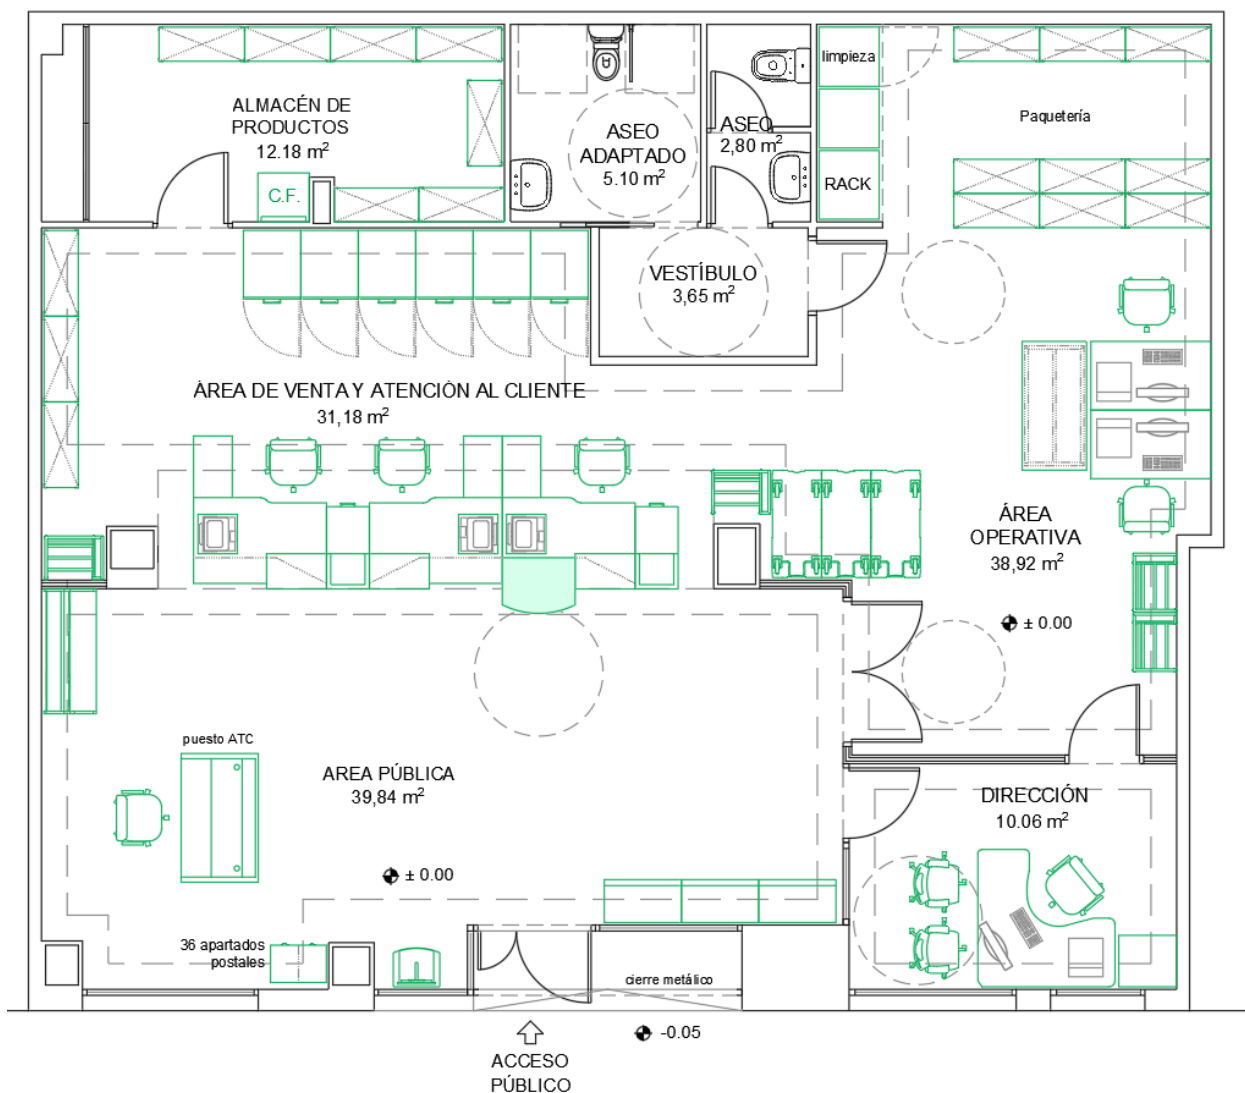 limpieza
ALMACÉN DE
PRODUCTOS
12.18 m²
ASEO
ADAPTADO
5.10 m²
ASEO
2,80 m²
Paquetería
RACK
C.F.
VESTÍBULO
3,65 m²
ÁREA DE VENTA Y ATENCIÓN AL CLIENTE
31,18 m²
ÁREA
OPERATIVA
38,92 m²
± 0.00
puesto ATC
AREA PÚBLICA
39,84 m²
DIRECCIÓN
10.06 m²
± 0.00
36 apartados
postales
cierre metálico
-0.05
ACCESO
PÚBLICO